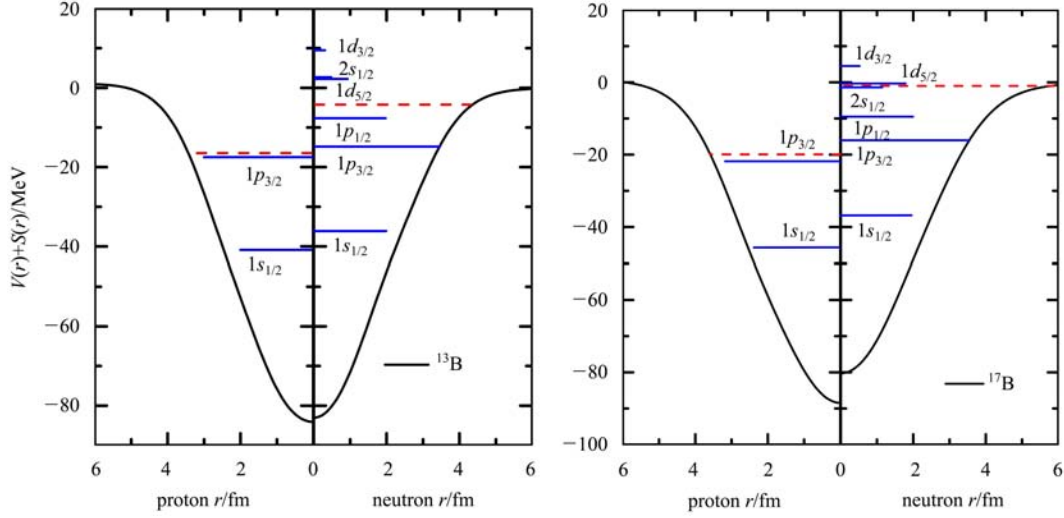 V(r)+S(r)/MeV
20
0
−20
−40
−60
−80
1d3/2
2s1/2
1d5/2
1p1/2
1p3/2
1p3/2
1s1/2
1s1/2
13B
6 4 2 0 2 4 6
proton r/fm neutron r/fm
20
0
−20
−40
−60
−80
−100
1d3/2
1d5/2
2s1/2
1p1/2
1p3/2
1p3/2
1s1/2
1s1/2
17B
6 4 2 0 2 4 6
proton r/fm neutron r/fm